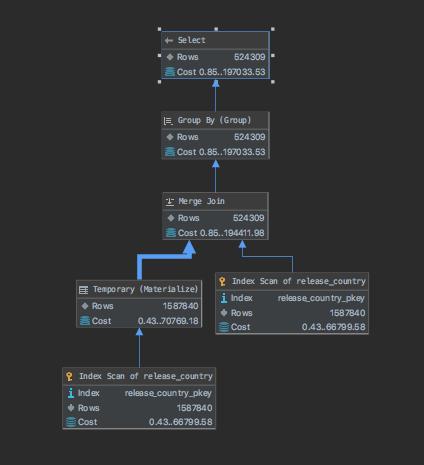 Select
Rows 524309
Cost 0.85..197033.53
Group By (Group)
Rows 524309
Cost 0.85..197033.53
Merge Join
Rows 524309
Cost 0.85..194411.98
Temporary (Materialize)
Rows 1587840
Cost 0.43..70769.18
Index Scan of release_country
Index release_country_pkey
Rows 1587840
Cost 0.43..66799.58
Index Scan of release_country
Index release_country_pkey
Rows 1587840
Cost 0.43..66799.58